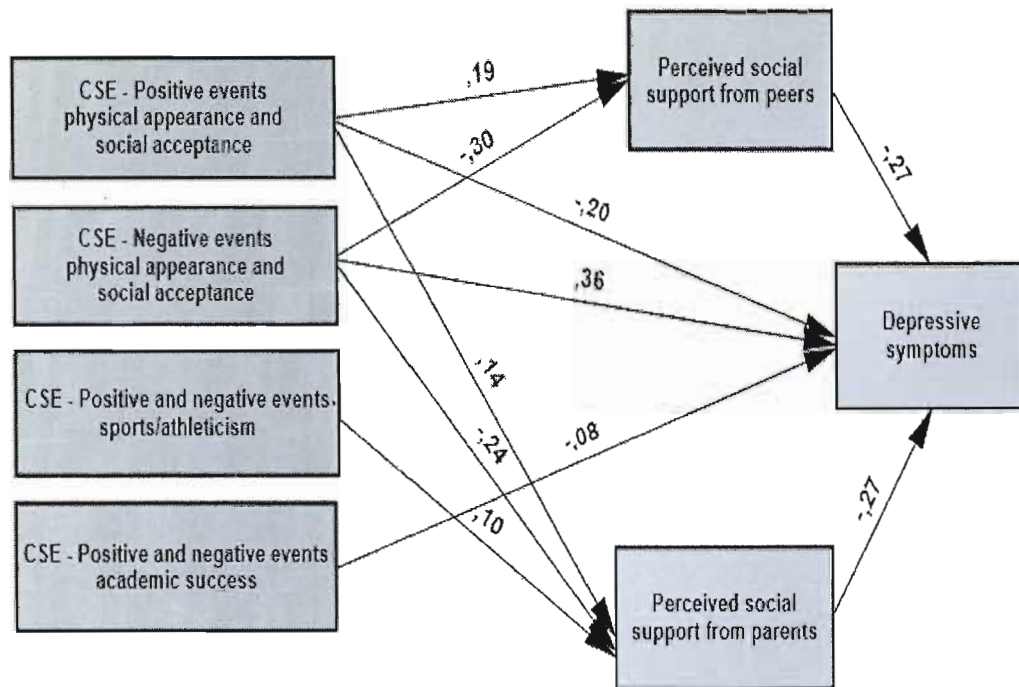 CSE - Positive events
physical appearance and
social acceptance
CSE - Negative events
physical appearance and
social acceptance
CSE - Positive and negative events.
sports/athleticism
CSE - Positive and negative events
academic success
,19
-,30
-,20
,36
,14
-,24
-,08
,10
Perceived social
support from peers
-,27
Depressive
symptoms
-,27
Perceived social
support from parents